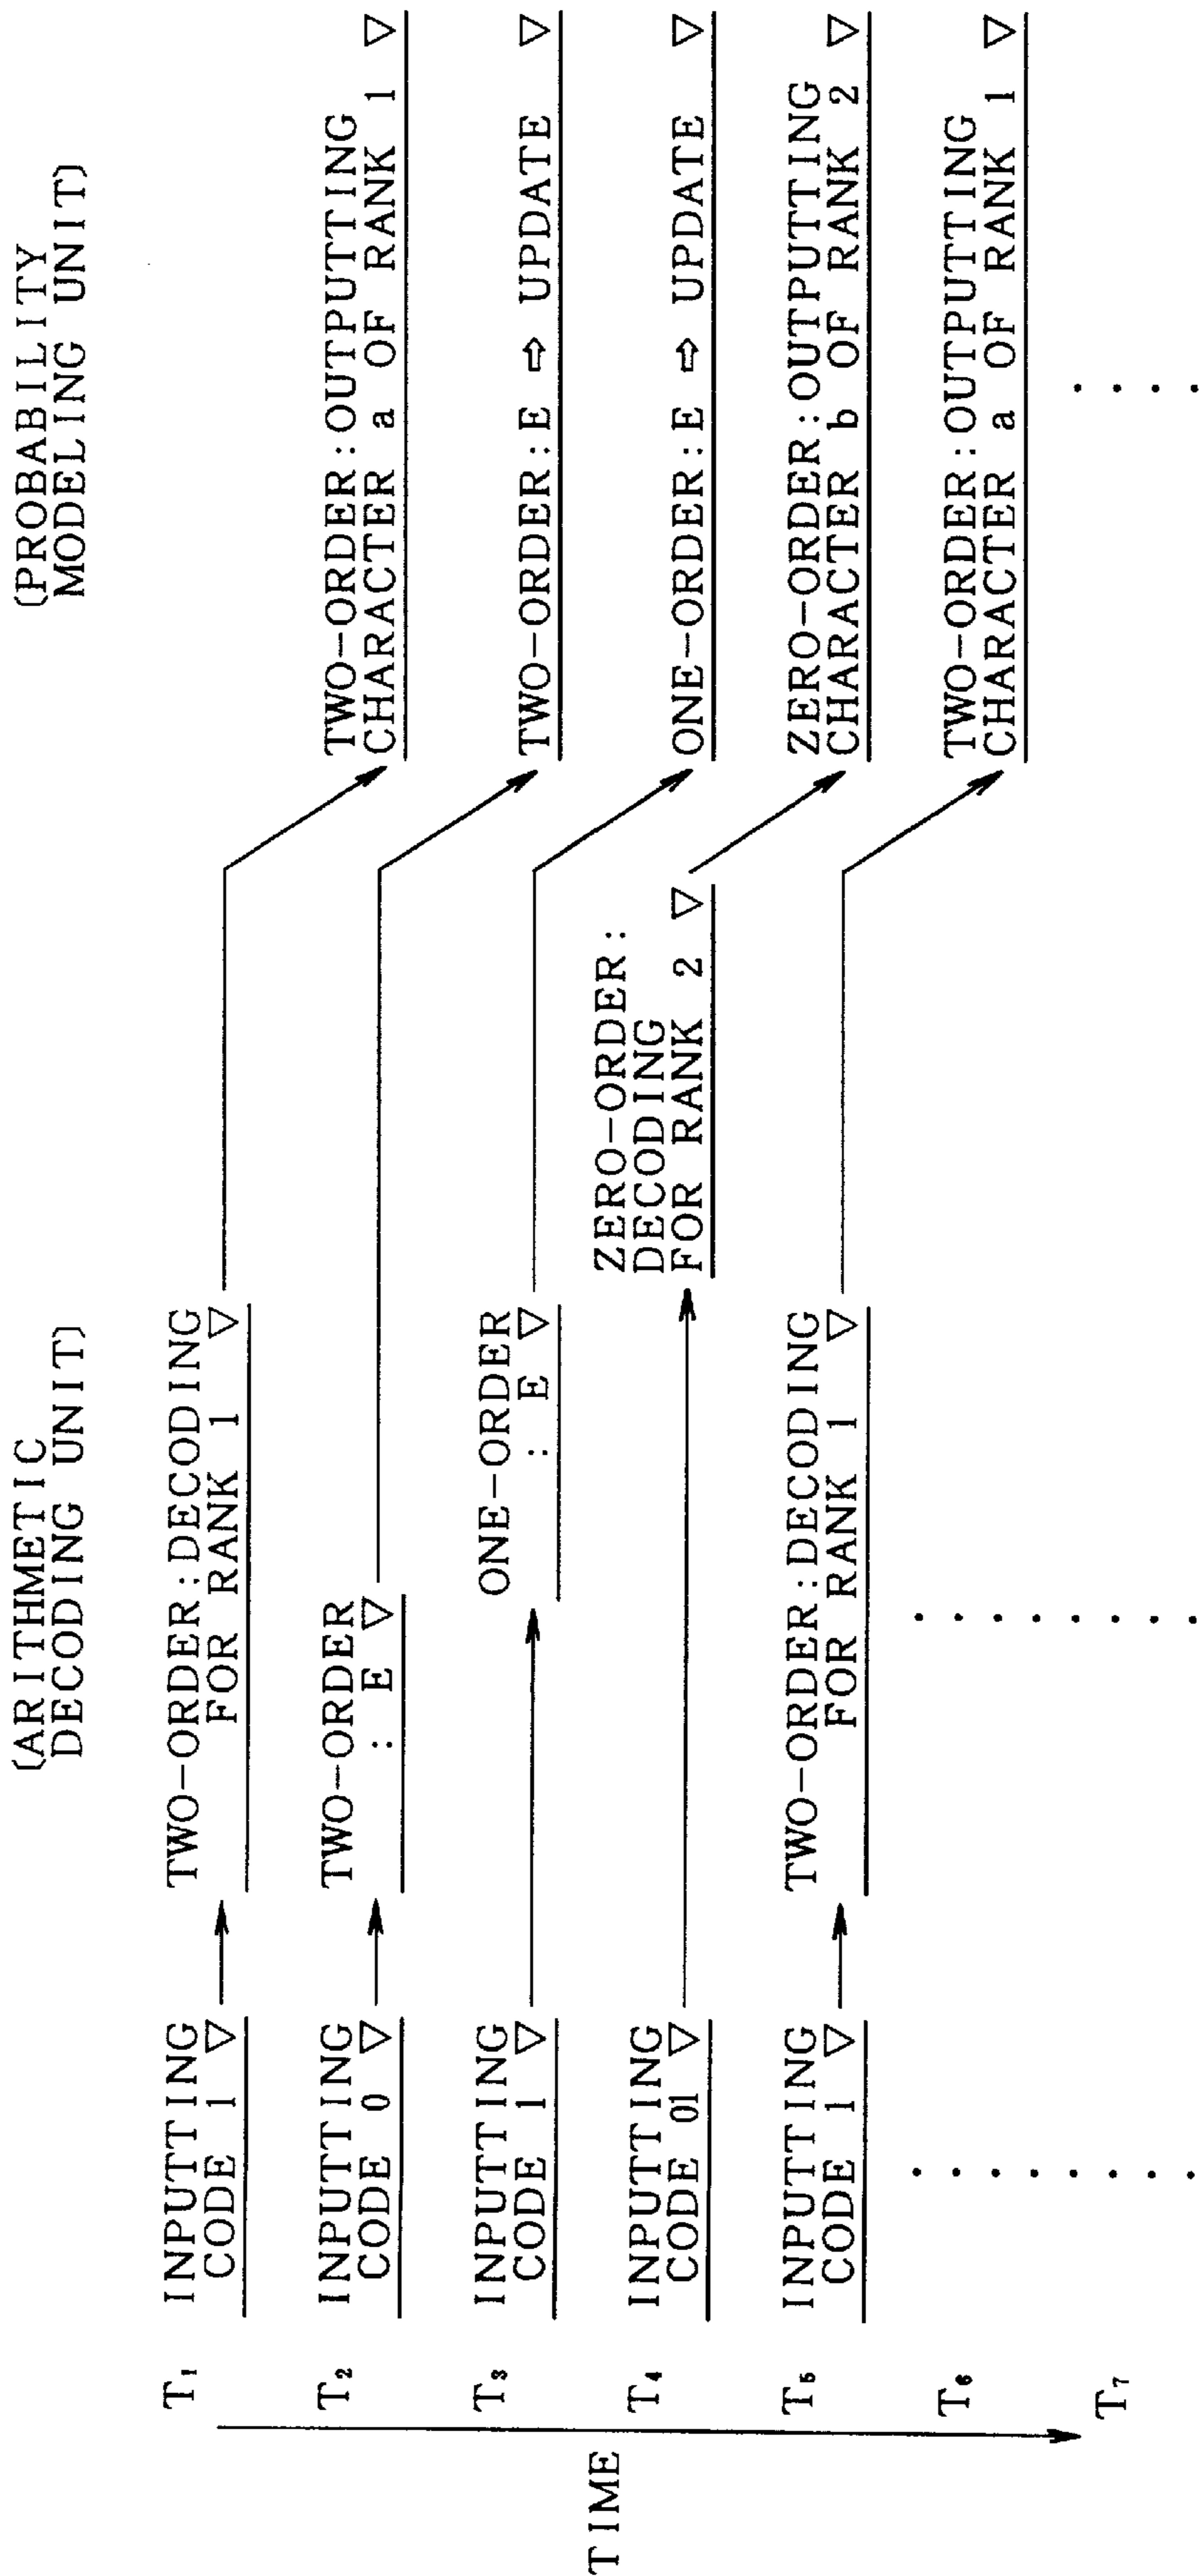 (ARITHMETIC
DECODING UNIT)
(PROBABILITY
MODELING UNIT)
TIME
T₁
INPUTTING
CODE 1 ▽
TWO-ORDER:DECODING
FOR RANK 1 ▽
T₂
INPUTTING
CODE 0 ▽
TWO-ORDER
: E ▽
TWO-ORDER:OUTPUTTING
CHARACTER a OF RANK 1 ▽
T₃
INPUTTING
CODE 1 ▽
ONE-ORDER
: E ▽
TWO-ORDER:E ⇨ UPDATE ▽
T₄
INPUTTING
CODE 01 ▽
ZERO-ORDER:
DECODING
FOR RANK 2 ▽
ONE-ORDER:E ⇨ UPDATE ▽
T₅
INPUTTING
CODE 1 ▽
TWO-ORDER:DECODING
FOR RANK 1 ▽
ZERO-ORDER:OUTPUTTING
CHARACTER b OF RANK 2 ▽
T₆
TWO-ORDER:OUTPUTTING
CHARACTER a OF RANK 1 ▽
T₇